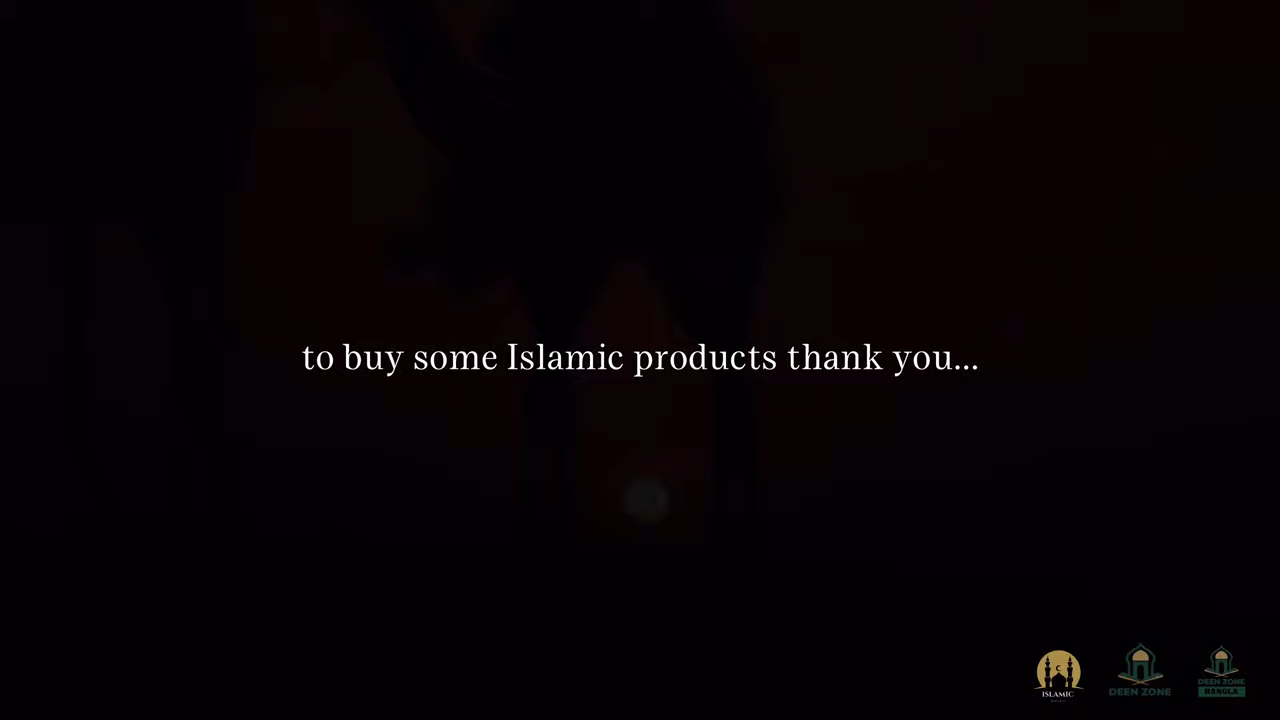 to buy some Islamic products thank you...
ISLAMIC
DEEN ZONE
DEEN ZONE
BANGLA